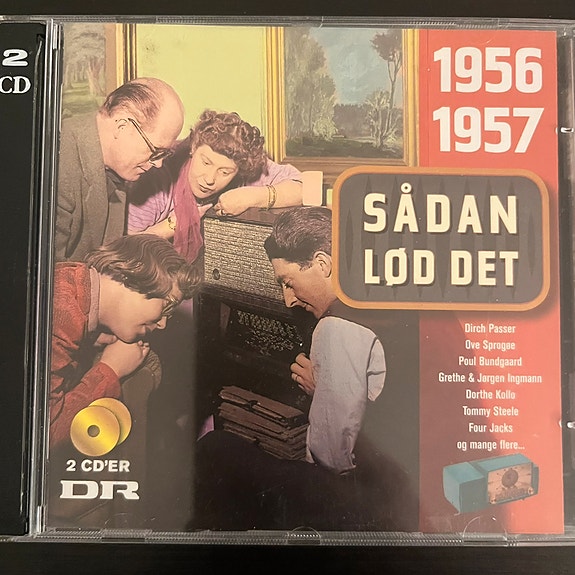 2
CD
1956
1957
SÅDAN
LØD DET
Dirch Passer
Ove Sprogøe
Poul Bundgaard
Grethe & Jørgen Ingmann
Dorthe Kollo
Tommy Steele
Four Jacks
og mange flere...
2 CD'ER
DR